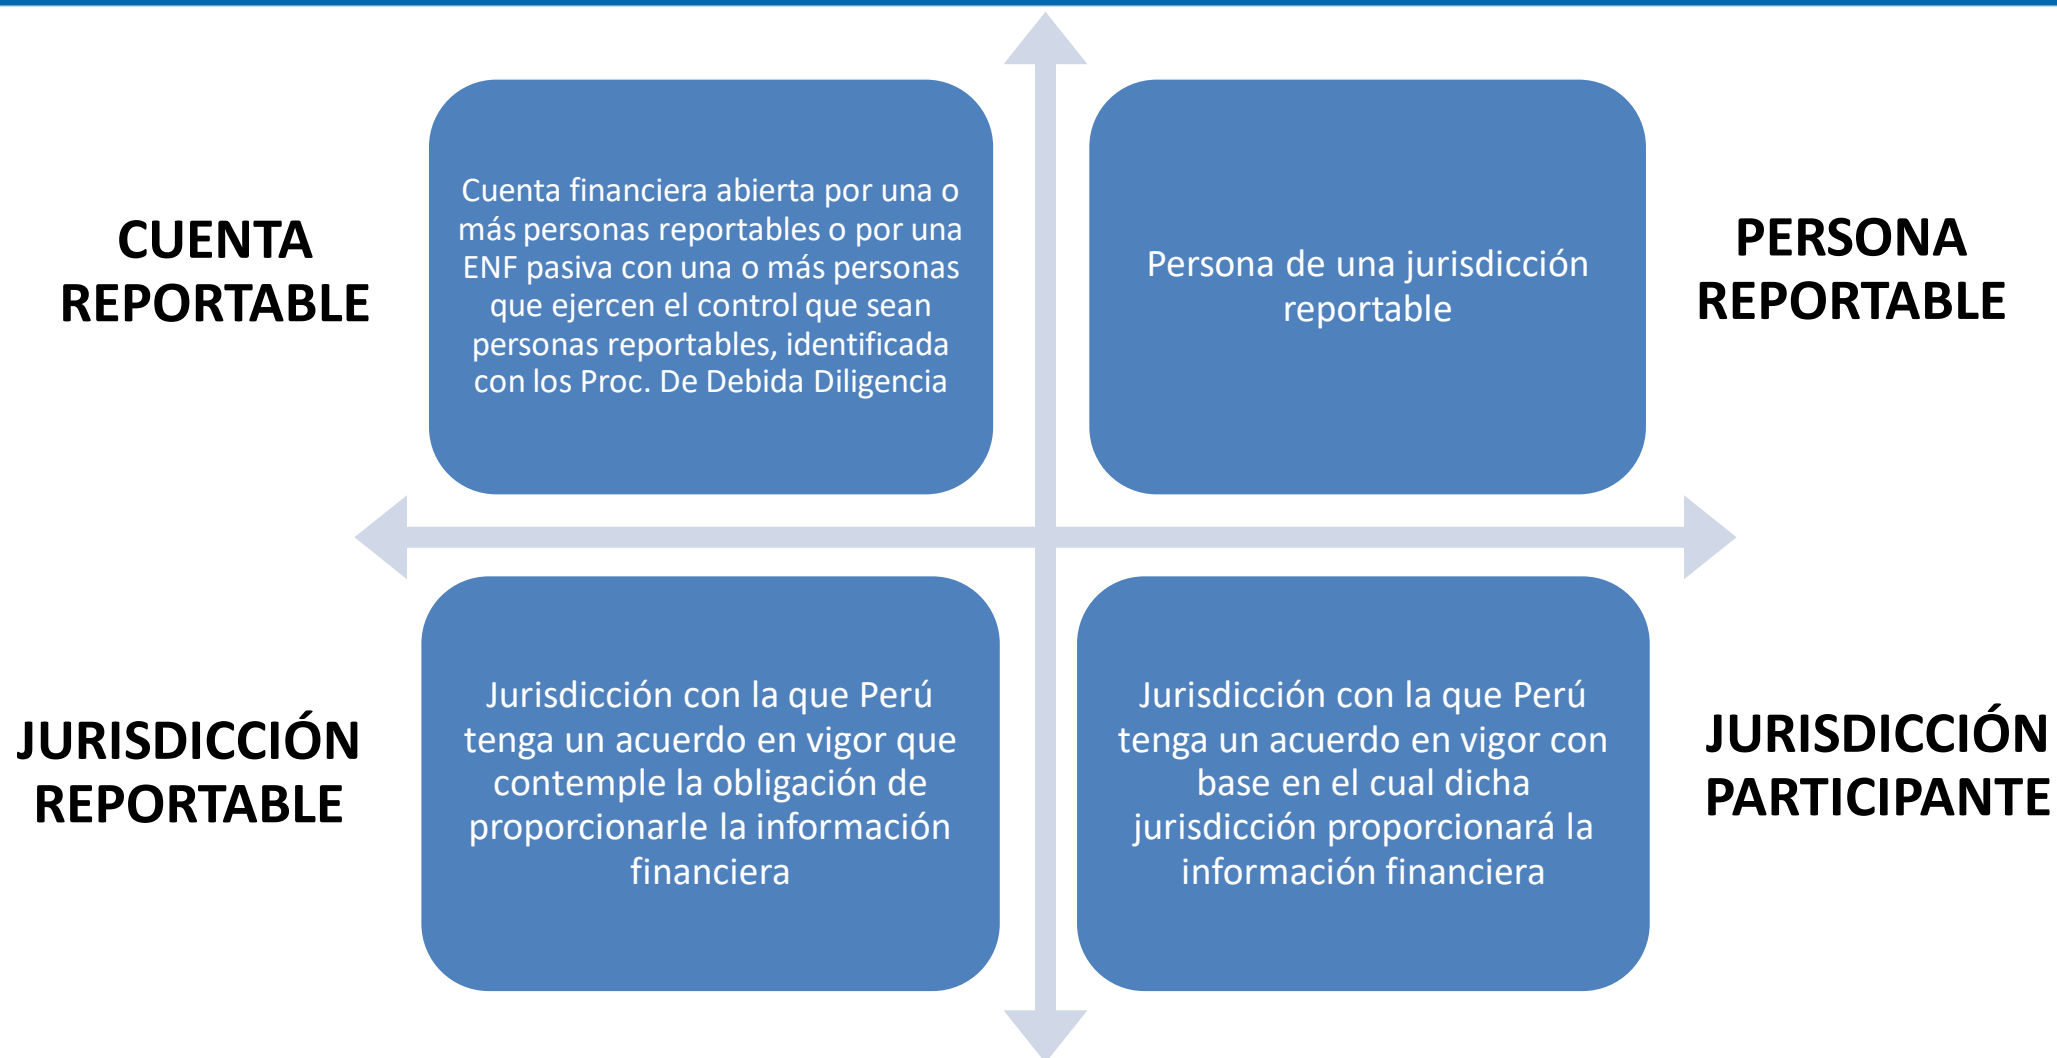 CUENTA
REPORTABLE
Cuenta financiera abierta por una o
más personas reportables o por una
ENF pasiva con una o más personas
que ejercen el control que sean
personas reportables, identificada
con los Proc. De Debida Diligencia
Persona de una jurisdicción
reportable
PERSONA
REPORTABLE
JURISDICCIÓN
REPORTABLE
Jurisdicción con la que Perú
tenga un acuerdo en vigor que
contemple la obligación de
proporcionarle la información
financiera
Jurisdicción con la que Perú
tenga un acuerdo en vigor con
base en el cual dicha
jurisdicción proporcionará la
información financiera
JURISDICCIÓN
PARTICIPANTE